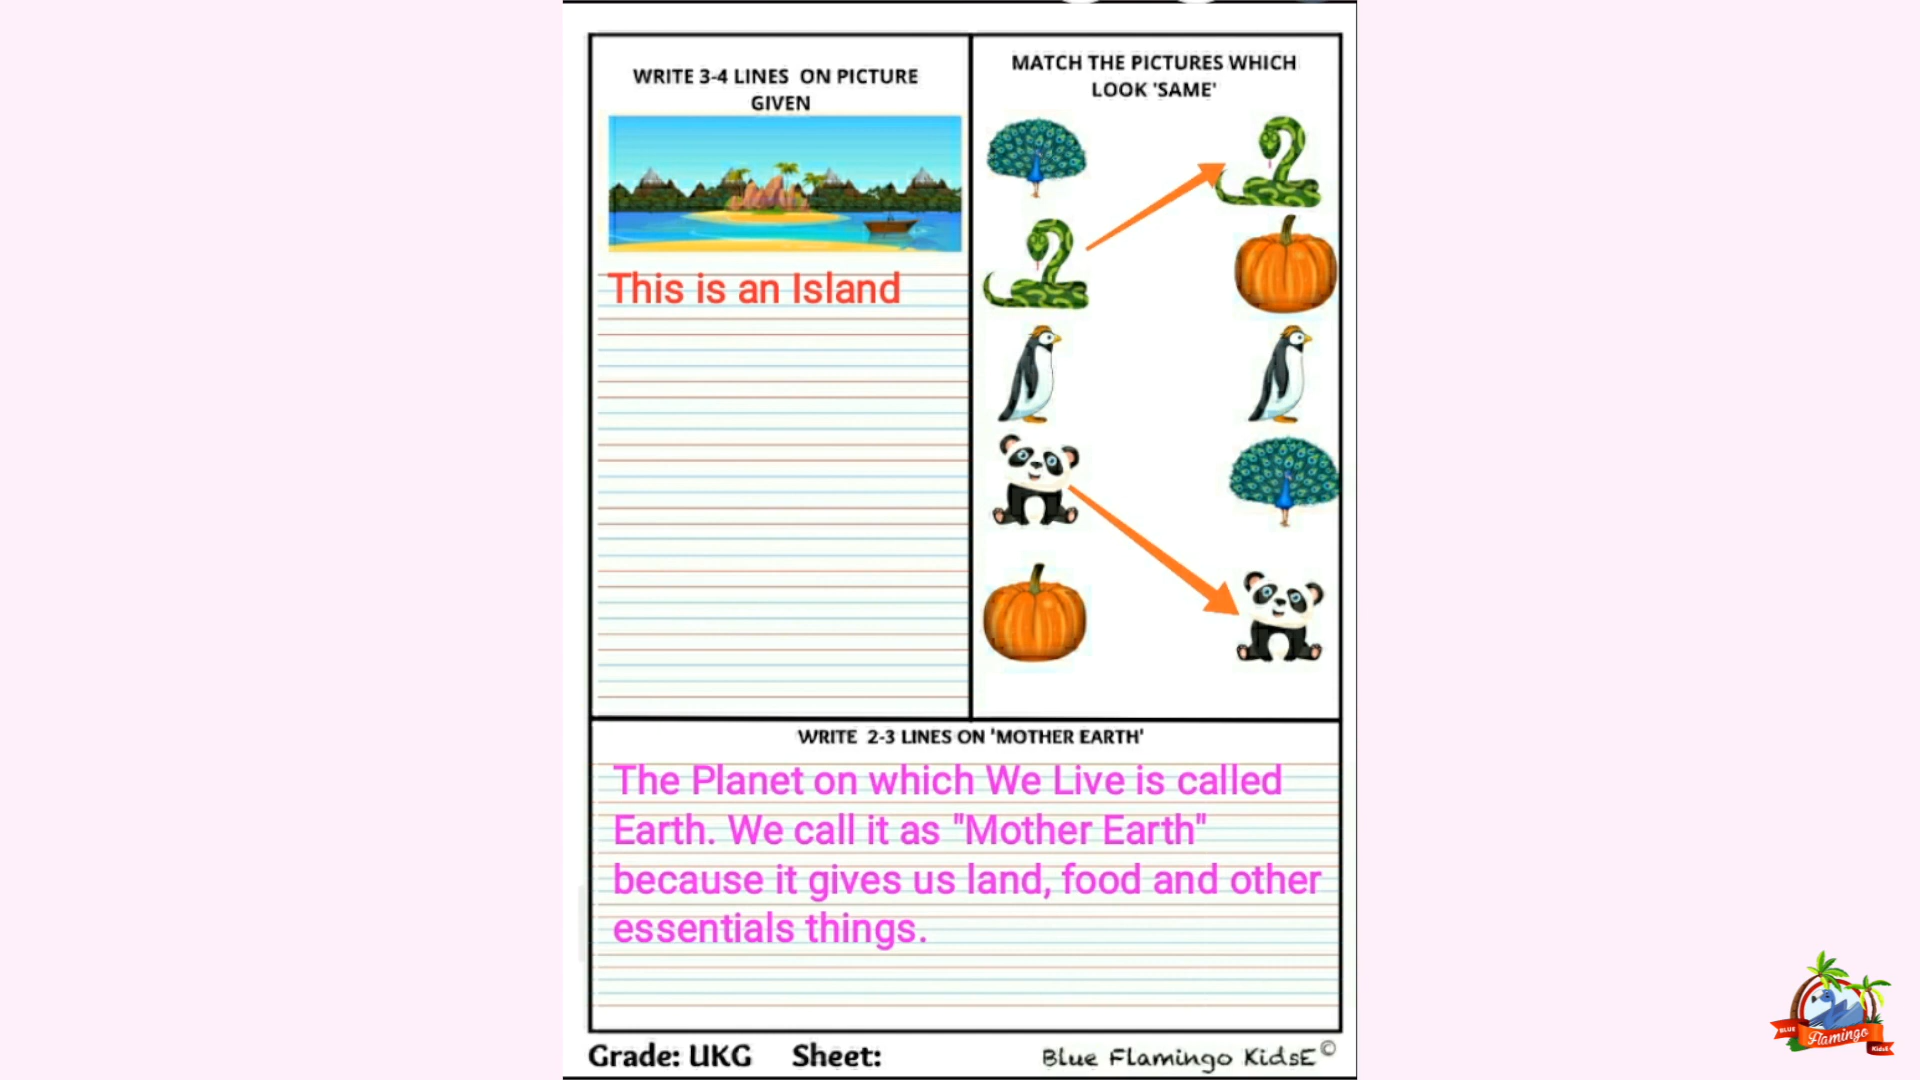 WRITE 3-4 LINES ON PICTURE
GIVEN
This is an Island
MATCH THE PICTURES WHICH
LOOK 'SAME'
WRITE 2-3 LINES ON 'MOTHER EARTH'
The Planet on which We Live is called
Earth. We call it as "Mother Earth"
because it gives us land, food and other
essentials things.
Grade: UKG Sheet:
Blue Flamingo KidsE©
BLUE
Flamingo
KidsE